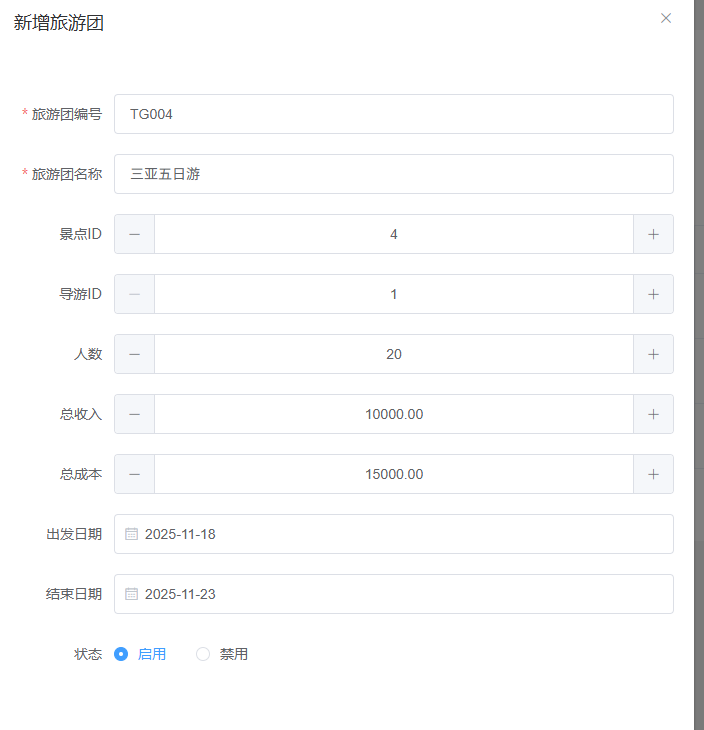 新增旅游团
* 旅游团编号 TG004
* 旅游团名称 三亚五日游
景点ID 4
导游ID 1
人数 20
总收入 10000.00
总成本 15000.00
出发日期 2025-11-18
结束日期 2025-11-23
状态 启用 禁用